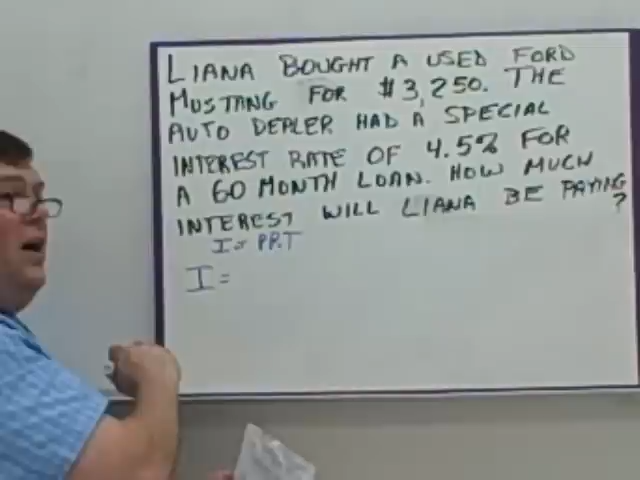 LIANA BOUGHT A USED FORD
MUSTANG FOR $3,250. THE
AUTO DEALER HAD A SPECIAL
INTEREST RATE OF 4.5% FOR
A 60 MONTH LOAN. HOW MUCH
INTEREST WILL LIANA BE PAYING
?
I = PRT
I =